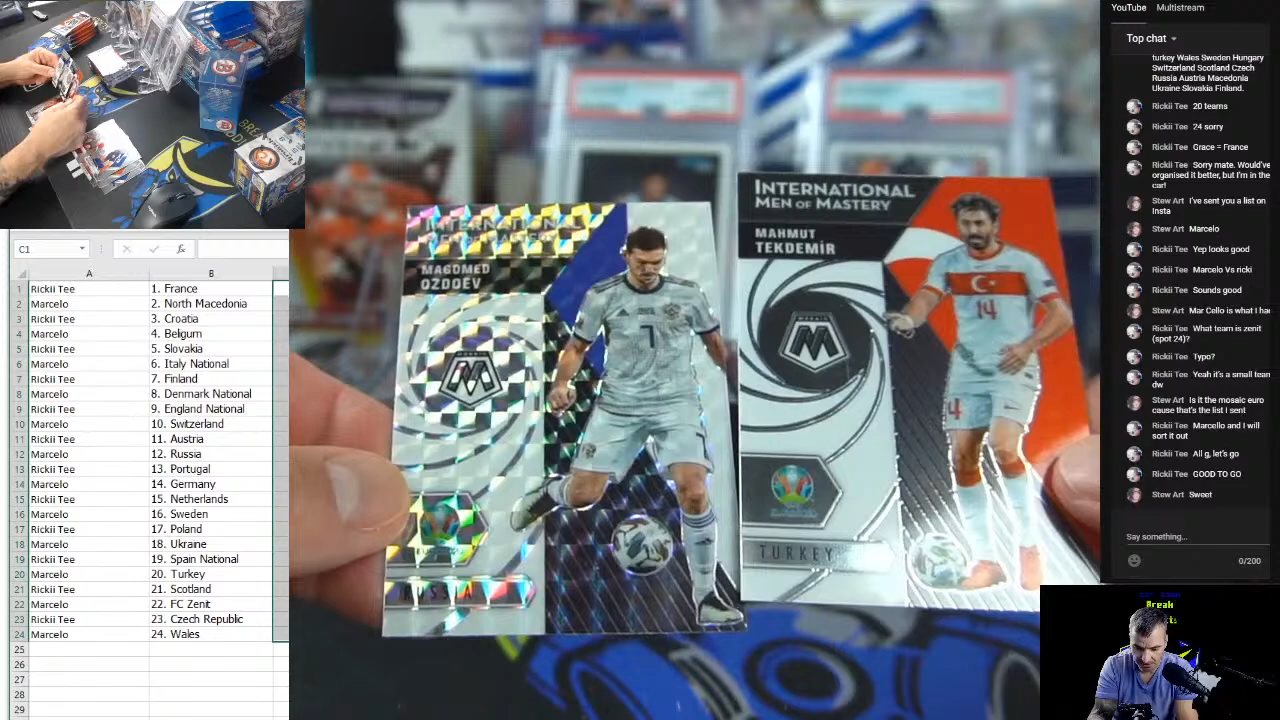 YouTube Multistream
Top chat
turkey Wales Sweden Hungary
Switzerland Scotland Czech
Russia Austria Macedonia
Ukraine Slovakia Finland.
Rickii Tee 20 teams
Rickii Tee 24 sorry
Rickii Tee Grace = France
Rickii Tee Sorry mate. Would've
organised it better, but I'm in the
car!
Stew Art I've sent you a list on
Insta
Stew Art Marcelo
Rickii Tee Yep looks good
Rickii Tee Marcelo Vs ricki
Rickii Tee Sounds good
Stew Art Mar Cello is what I ha
Rickii Tee What team is zenit
(spot 24)?
Rickii Tee Typo?
Rickii Tee Yeah it's a small team
dw
Stew Art Is it the mosaic euro
cause that's the list I sent
Rickii Tee Marcello and I will
sort it out
Rickii Tee All g, let's go
Rickii Tee GOOD TO GO
Stew Art Sweet
Say something...
0/200
C1
A B
1 Rickii Tee 1. France
2 Marcelo 2. North Macedonia
3 Rickii Tee 3. Croatia
4 Marcelo 4. Beligum
5 Rickii Tee 5. Slovakia
6 Marcelo 6. Italy National
7 Rickii Tee 7. Finland
8 Marcelo 8. Denmark National
9 Rickii Tee 9. England National
10 Marcelo 10. Switzerland
11 Rickii Tee 11. Austria
12 Marcelo 12. Russia
13 Rickii Tee 13. Portugal
14 Marcelo 14. Germany
15 Rickii Tee 15. Netherlands
16 Marcelo 16. Sweden
17 Rickii Tee 17. Poland
18 Marcelo 18. Ukraine
19 Rickii Tee 19. Spain National
20 Marcelo 20. Turkey
21 Rickii Tee 21. Scotland
22 Marcelo 22. FC Zenit
23 Rickii Tee 23. Czech Republic
24 Marcelo 24. Wales
25
26
27
28
29
INTERNATIONAL
MEN OF MASTERY
MAGOMED
OZDOËV
7
RUSSIA
INTERNATIONAL
MEN OF MASTERY
MAHMUT
TEKDEMİR
MOSAIC
14
4
TURKEY
Break